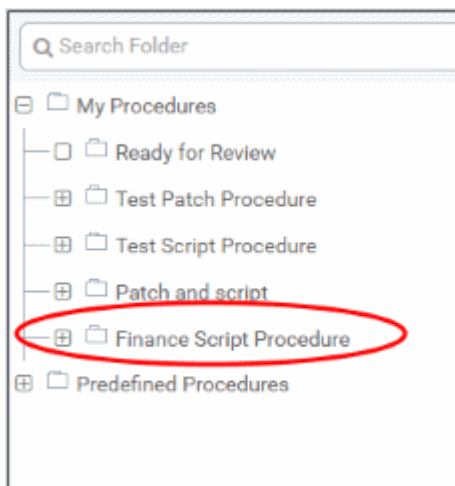 Search Folder
My Procedures
Ready for Review
Test Patch Procedure
Test Script Procedure
Patch and script
Finance Script Procedure
Predefined Procedures